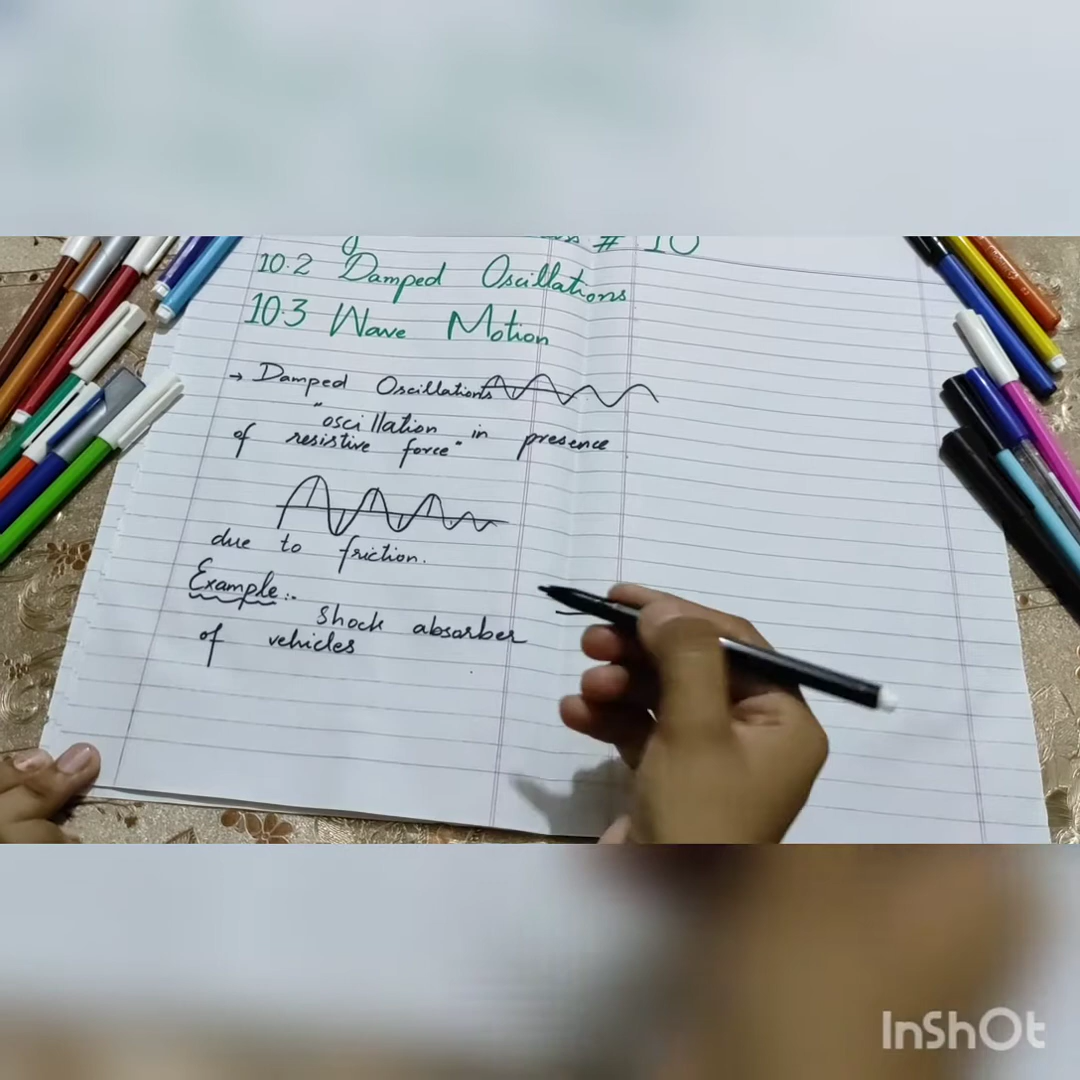 # 10
10.2 Damped Oscillations
10.3 Wave Motion
→ Damped Oscillations
"oscillation in presence
of resistive force"
due to friction.
Example:-
Shock absorber
of vehicles
InShOt